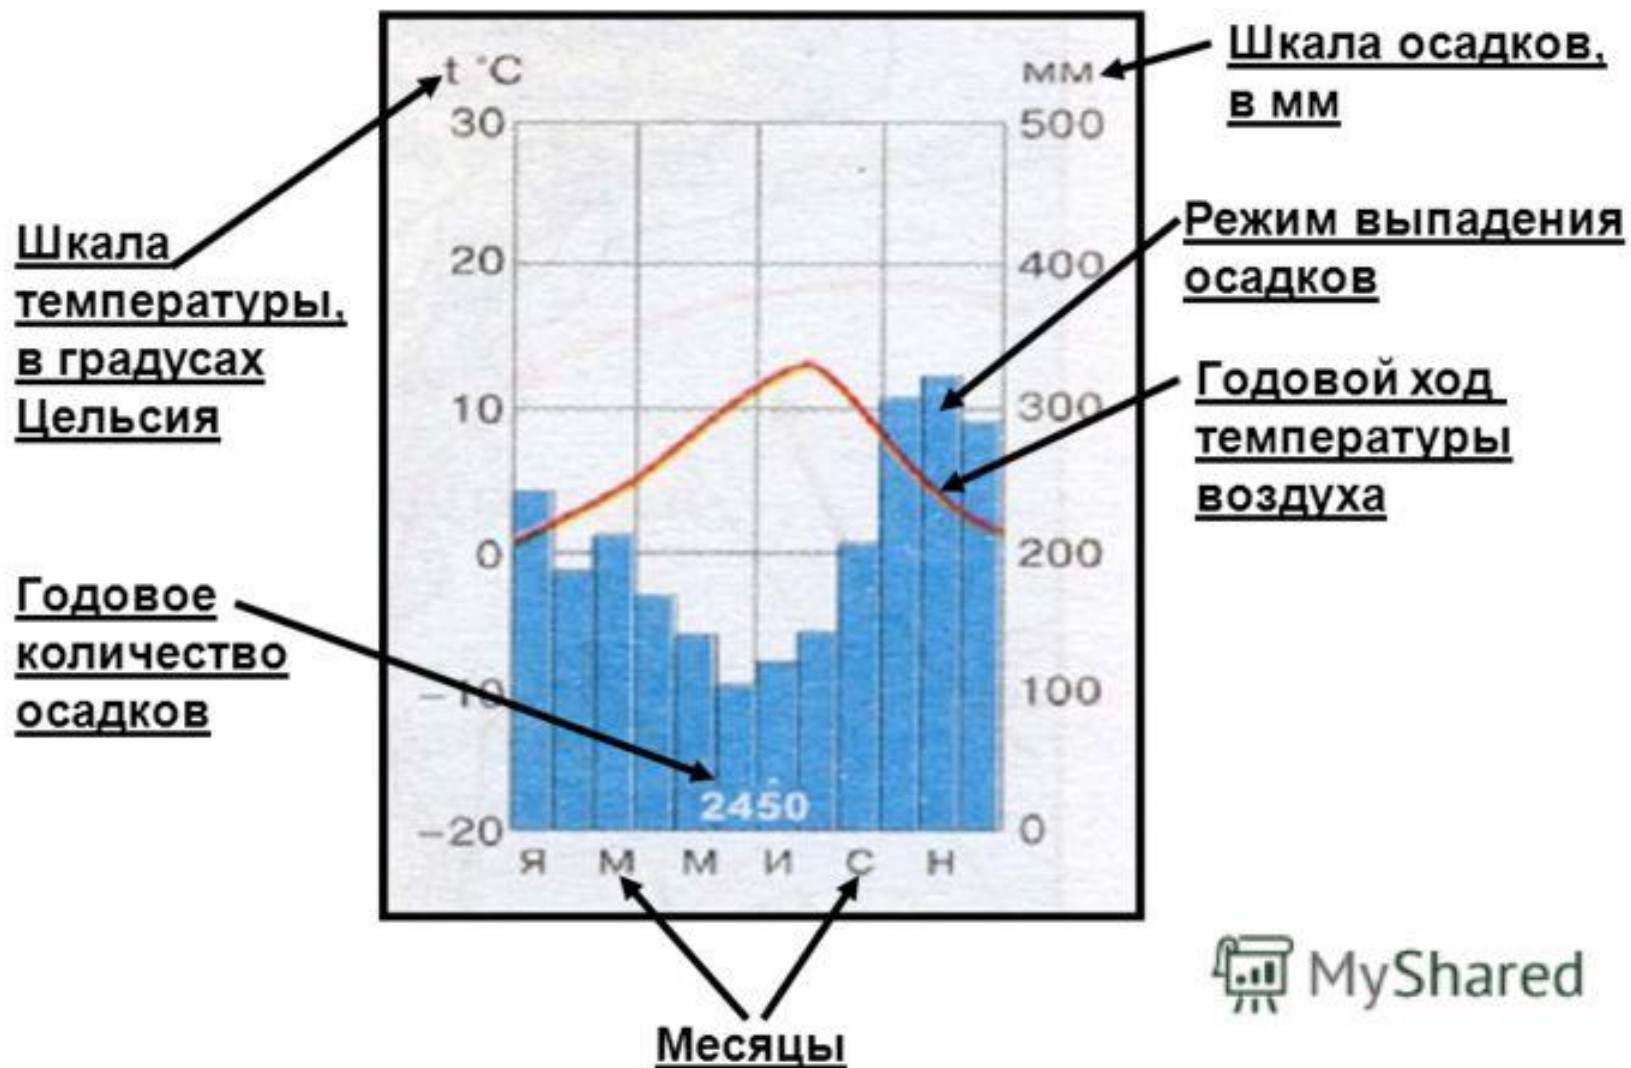 t °C
мм
Шкала осадков,
в мм
30
500
Шкала
температуры,
в градусах
Цельсия
20
400
Режим выпадения
осадков
10
300
Годовой ход
температуры
воздуха
0
200
Годовое
количество
осадков
-10
100
2450
-20
0
Я М М И С Н
Месяцы
MyShared